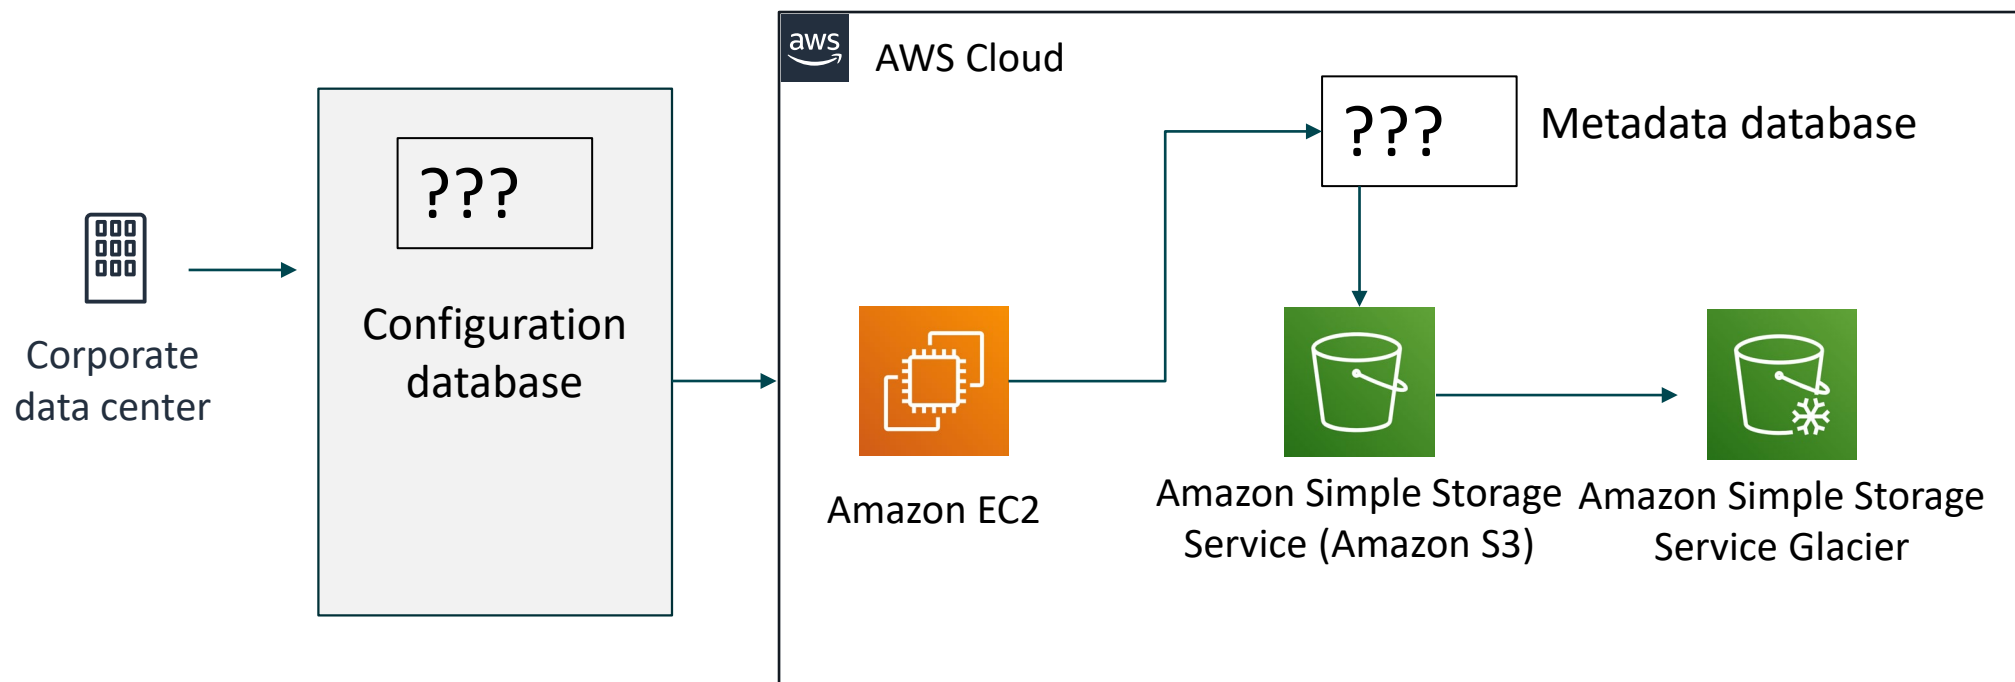 aws
AWS Cloud
???
Metadata database
???
Configuration
database
Corporate
data center
Amazon EC2
Amazon Simple Storage
Service (Amazon S3)
Amazon Simple Storage
Service Glacier